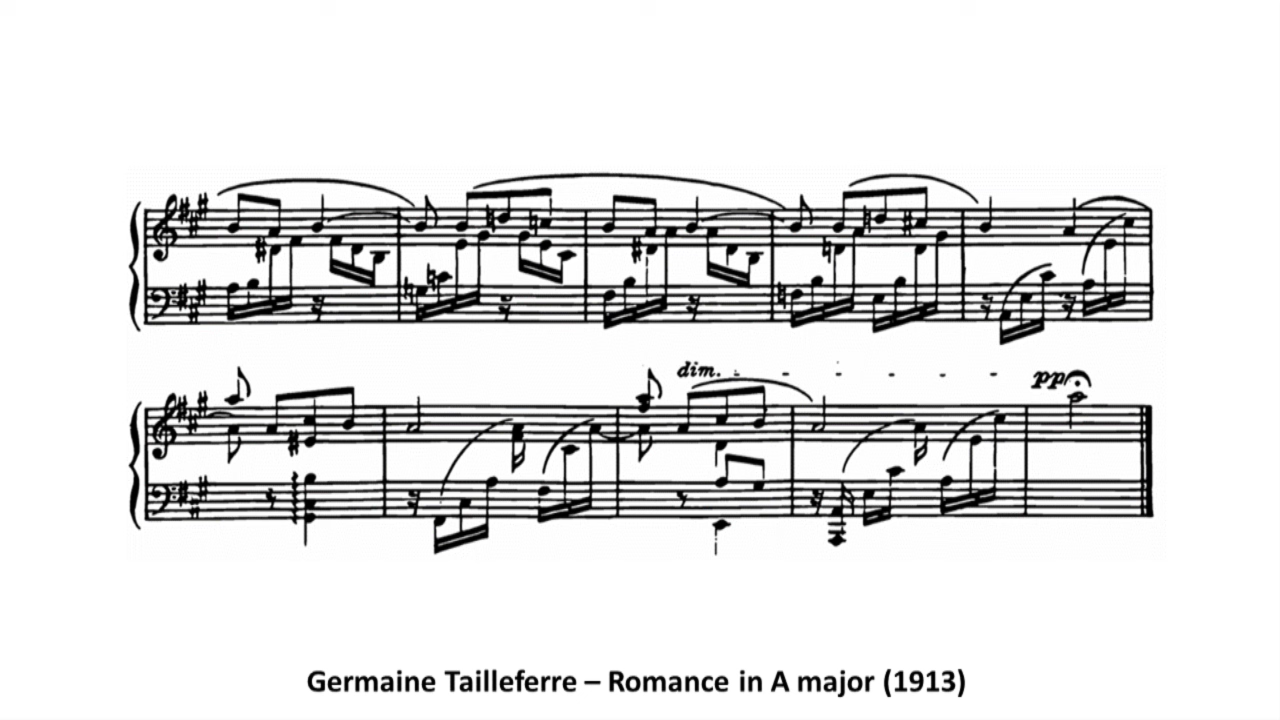 dim.
pp
Germaine Tailleferre – Romance in A major (1913)